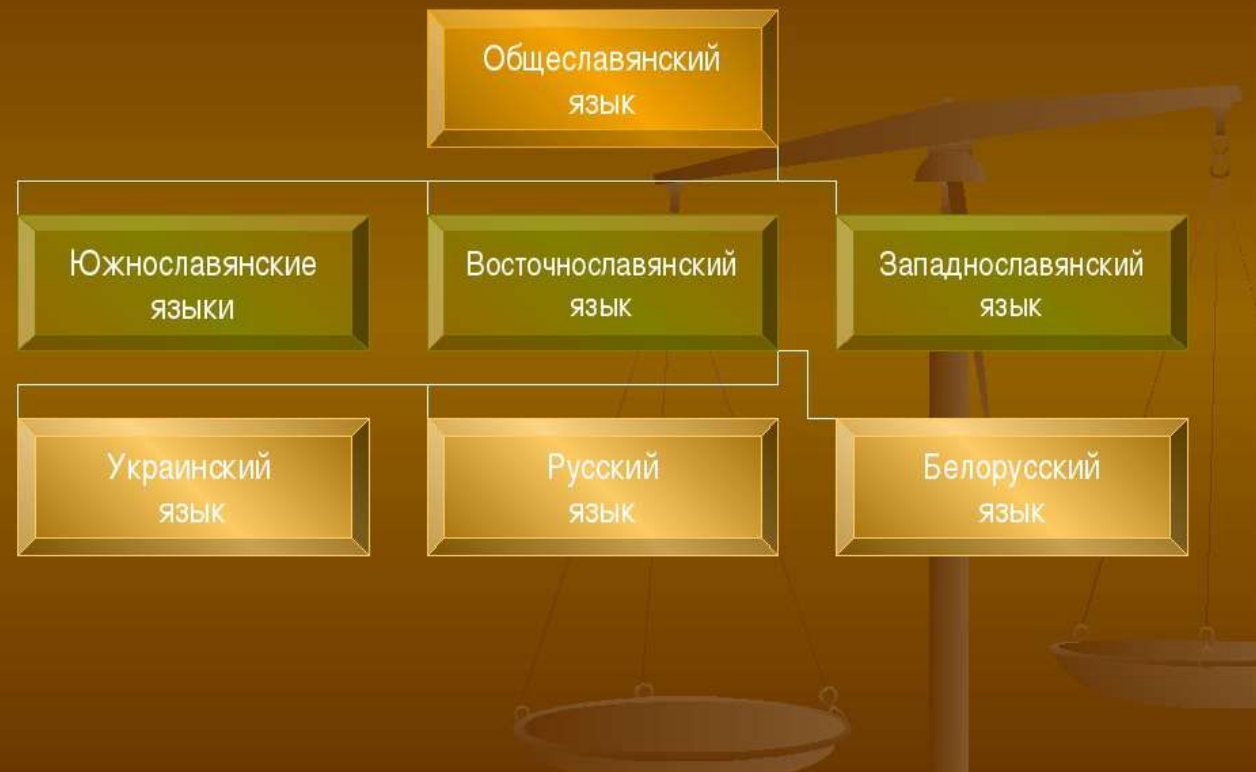 Общеславянский
язык
Южнославянские
языки
Восточнославянский
язык
Западнославянский
язык
Украинский
язык
Русский
язык
Белорусский
язык